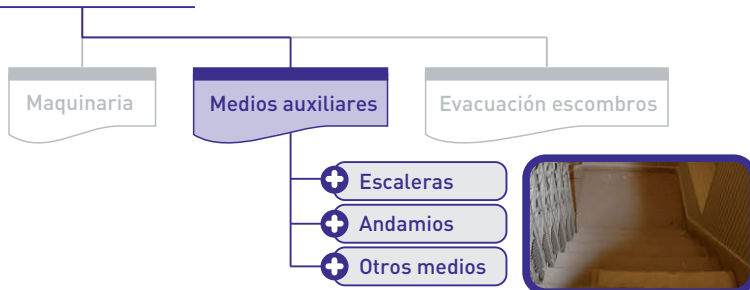 Maquinaria
Medios auxiliares
Evacuación escombros
Escaleras
Andamios
Otros medios